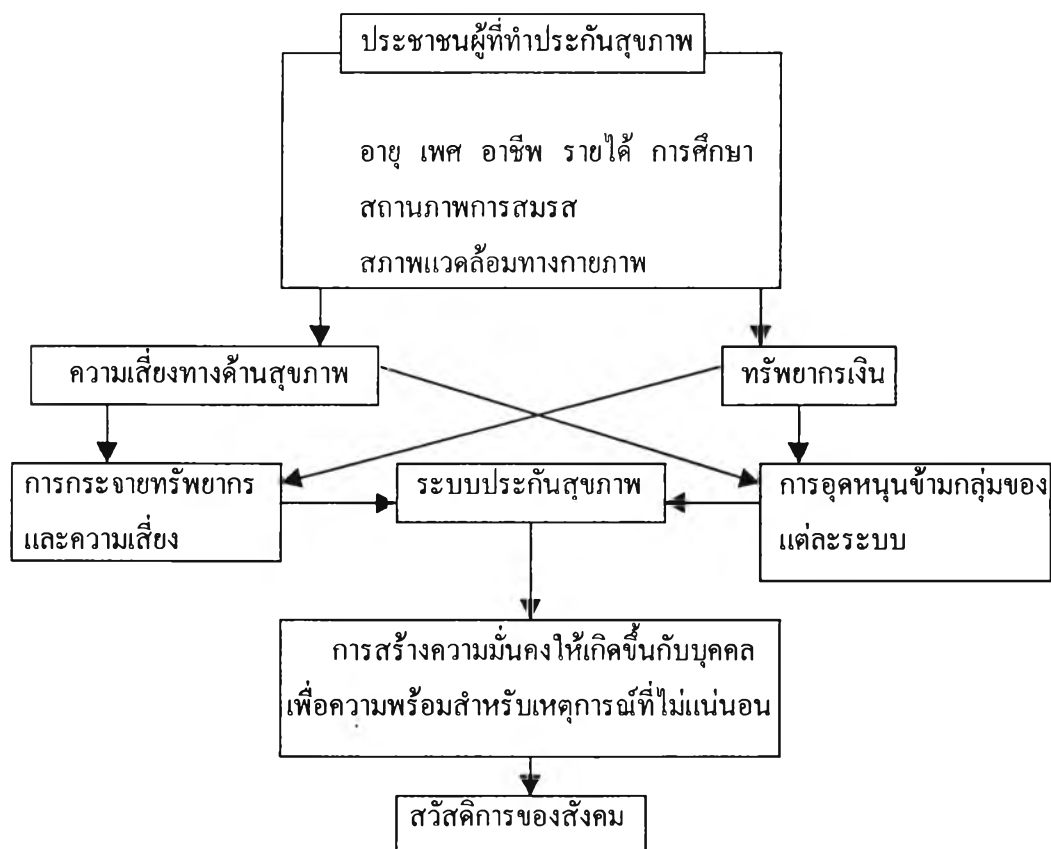 ประชาชนผู้ที่ทำประกันสุขภาพ
อายุ เพศ อาชีพ รายได้ การศึกษา
สถานภาพการสมรส
สภาพแวดล้อมทางกายภาพ
ความเสี่ยงทางด้านสุขภาพ
ทรัพยากรเงิน
การกระจายทรัพยากร
และความเสี่ยง
ระบบประกันสุขภาพ
การอุดหนุนข้ามกลุ่มของ
แต่ละระบบ
การสร้างความมั่นคงให้เกิดขึ้นกับบุคคล
เพื่อความพร้อมสำหรับเหตุการณ์ที่ไม่แน่นอน
สวัสดิการของสังคม